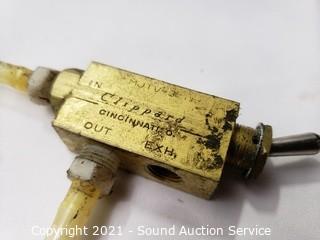 IN
Clippard
CINCINNATI, O.
OUT
EXH.
Copyright 2021 - Sound Auction Service